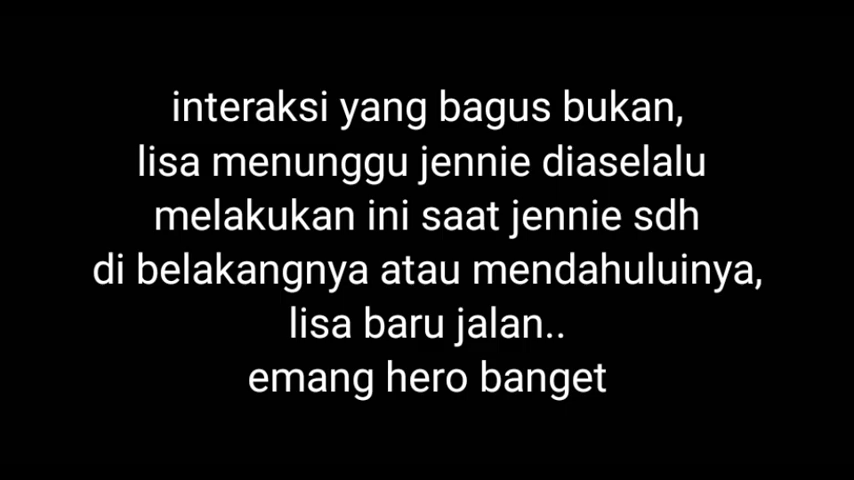 interaksi yang bagus bukan,
lisa menunggu jennie diaselalu
melakukan ini saat jennie sdh
di belakangnya atau mendahuluinya,
lisa baru jalan..
emang hero banget